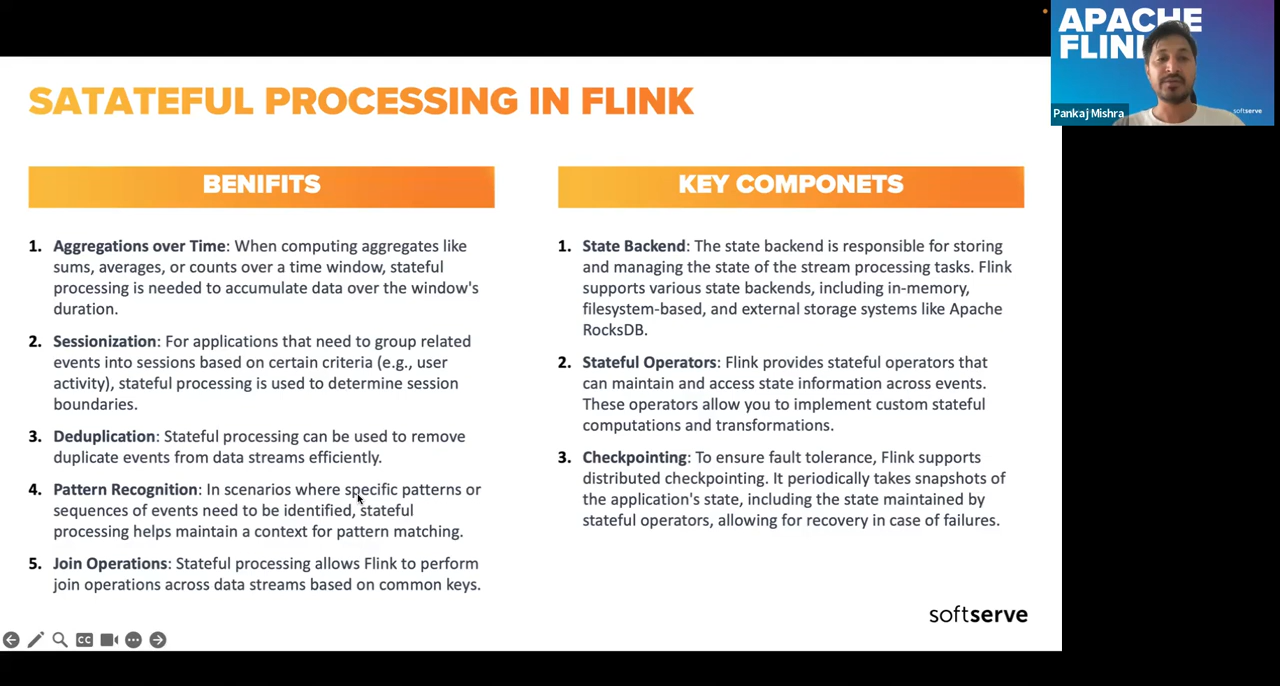 APACHE
FLIN
Pankaj Mishra
softserve
SATATEFUL PROCESSING IN FLINK
BENIFITS
1. Aggregations over Time: When computing aggregates like
sums, averages, or counts over a time window, stateful
processing is needed to accumulate data over the window's
duration.
2. Sessionization: For applications that need to group related
events into sessions based on certain criteria (e.g., user
activity), stateful processing is used to determine session
boundaries.
3. Deduplication: Stateful processing can be used to remove
duplicate events from data streams efficiently.
4. Pattern Recognition: In scenarios where specific patterns or
sequences of events need to be identified, stateful
processing helps maintain a context for pattern matching.
5. Join Operations: Stateful processing allows Flink to perform
join operations across data streams based on common keys.
KEY COMPONETS
1. State Backend: The state backend is responsible for storing
and managing the state of the stream processing tasks. Flink
supports various state backends, including in-memory,
filesystem-based, and external storage systems like Apache
RocksDB.
2. Stateful Operators: Flink provides stateful operators that
can maintain and access state information across events.
These operators allow you to implement custom stateful
computations and transformations.
3. Checkpointing: To ensure fault tolerance, Flink supports
distributed checkpointing. It periodically takes snapshots of
the application's state, including the state maintained by
stateful operators, allowing for recovery in case of failures.
softserve
CC